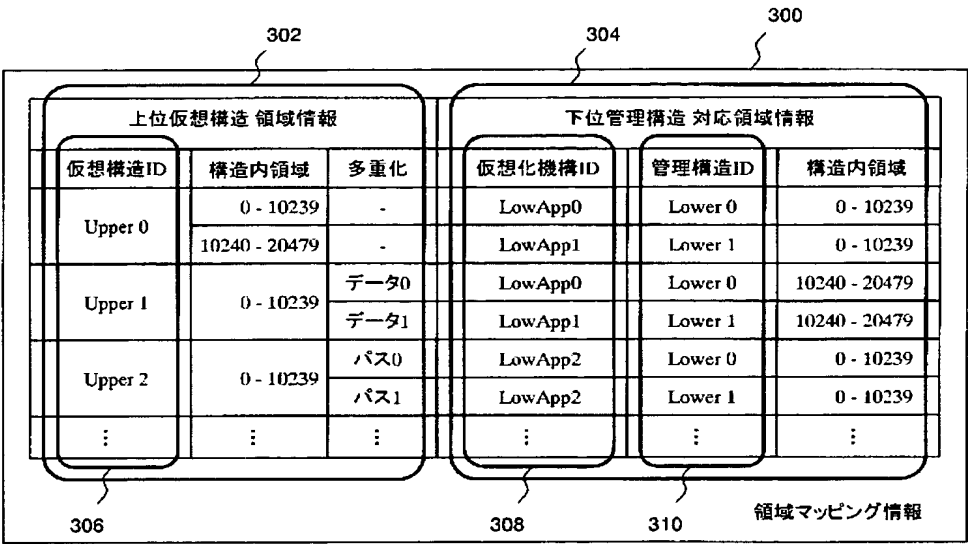 300
302
304
上位仮想構造 領域情報 下位管理構造 対応領域情報
仮想構造ID 構造内領域 多重化 仮想化機構ID 管理構造ID 構造内領域
Upper 0 0 - 10239 - LowApp0 Lower 0 0 - 10239
10240 - 20479 - LowApp1 Lower 1 0 - 10239
Upper 1 0 - 10239 データ0 LowApp0 Lower 0 10240 - 20479
データ1 LowApp1 Lower 1 10240 - 20479
Upper 2 0 - 10239 パス0 LowApp2 Lower 0 0 - 10239
パス1 LowApp2 Lower 1 0 - 10239
⋮ ⋮ ⋮ ⋮ ⋮ ⋮
領域マッピング情報
306 308 310